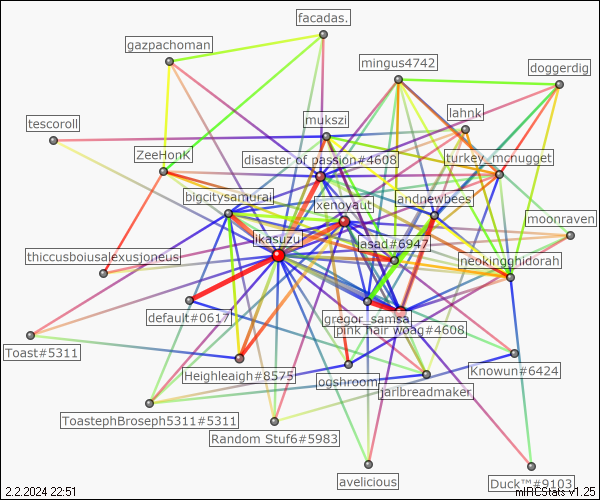 facadas.
gazpachoman
mingus4742
doggerdig
tescoroll
mukszi
lahnk
ZeeHonK
disaster of passion#4608
turkey_mcnugget
bigcitysamurai
xenoyaut
andnewbees
moonraven
ikasuzu
lasad#6947
thiccusboiusalexusjoneus
neokingghidorah
default#0617
gregor_samsa
pink hair woag#4608
Toast#5311
Heighleaigh#8575
ogshroom
Knowun#6424
jarlbreadmaker
ToastephBroseph5311#5311
Random Stuf6#5983
avelicious
Duck™#9103
2.2.2024 22:51
mIRCStats v1.25